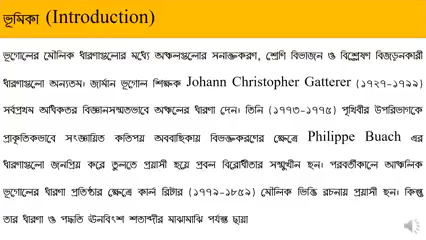 ভূমিকা (Introduction)
ভূগোলের মৌলিক ধারণাগুলোর মধ্যে অঞ্চলগুলোর সনাক্তকরণ, শ্রেণি বিভাজন ও বিশ্লেষণ বিজড়নকারী
ধারণাগুলো অন্যতম। জার্মান ভূগোল শিক্ষক Johann Christopher Gatterer (১৭২৭-১৭৯৯)
সর্বপ্রথম অধিকতর বিজ্ঞানসম্মতভাবে অঞ্চলের ধারণা দেন। তিনি (১৭৭৩-১৭৭৫) পৃথিবীর উপরিভাগকে
প্রাকৃতিকভাবে সংজ্ঞায়িত কতিপয় অববাহিকায় বিভক্তকরণের ক্ষেত্রে Philippe Buach এর
ধারণাগুলো জনপ্রিয় করে তুলতে প্রয়াসী হয়ে প্রবল বিরোধীতার সম্মুখীন হন। পরবর্তীকালে আঞ্চলিক
ভূগোলের ধারণা প্রতিষ্ঠার ক্ষেত্রে কার্ল রিটার (১৭৭৯-১৮৫৯) মৌলিক ভিত্তি রচনায় প্রয়াসী হন। কিন্তু
তার ধারণা ও পদ্ধতি ঊনবিংশ শতাব্দীর মাঝামাঝি পর্যন্ত ছায়া